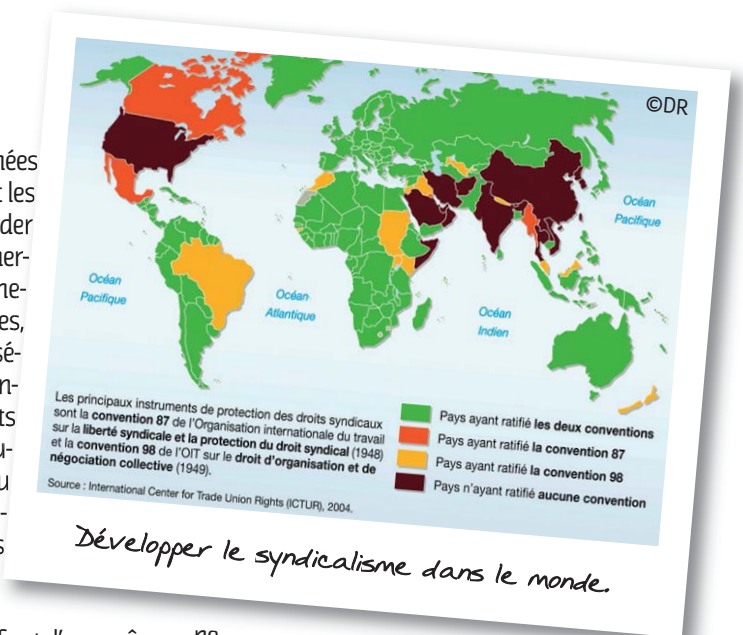 ©DR
Océan
Pacifique
Océan
Pacifique
Océan
Atlantique
Océan
Indien
Les principaux instruments de protection des droits syndicaux
sont la convention 87 de l'Organisation internationale du travail
sur la liberté syndicale et la protection du droit syndical (1948)
et la convention 98 de l'OIT sur le droit d'organisation et de
négociation collective (1949).
Source : International Center for Trade Union Rights (ICTUR), 2004.
Pays ayant ratifié les deux conventions
Pays ayant ratifié la convention 87
Pays ayant ratifié la convention 98
Pays n'ayant ratifié aucune convention
Développer le syndicalisme dans le monde.